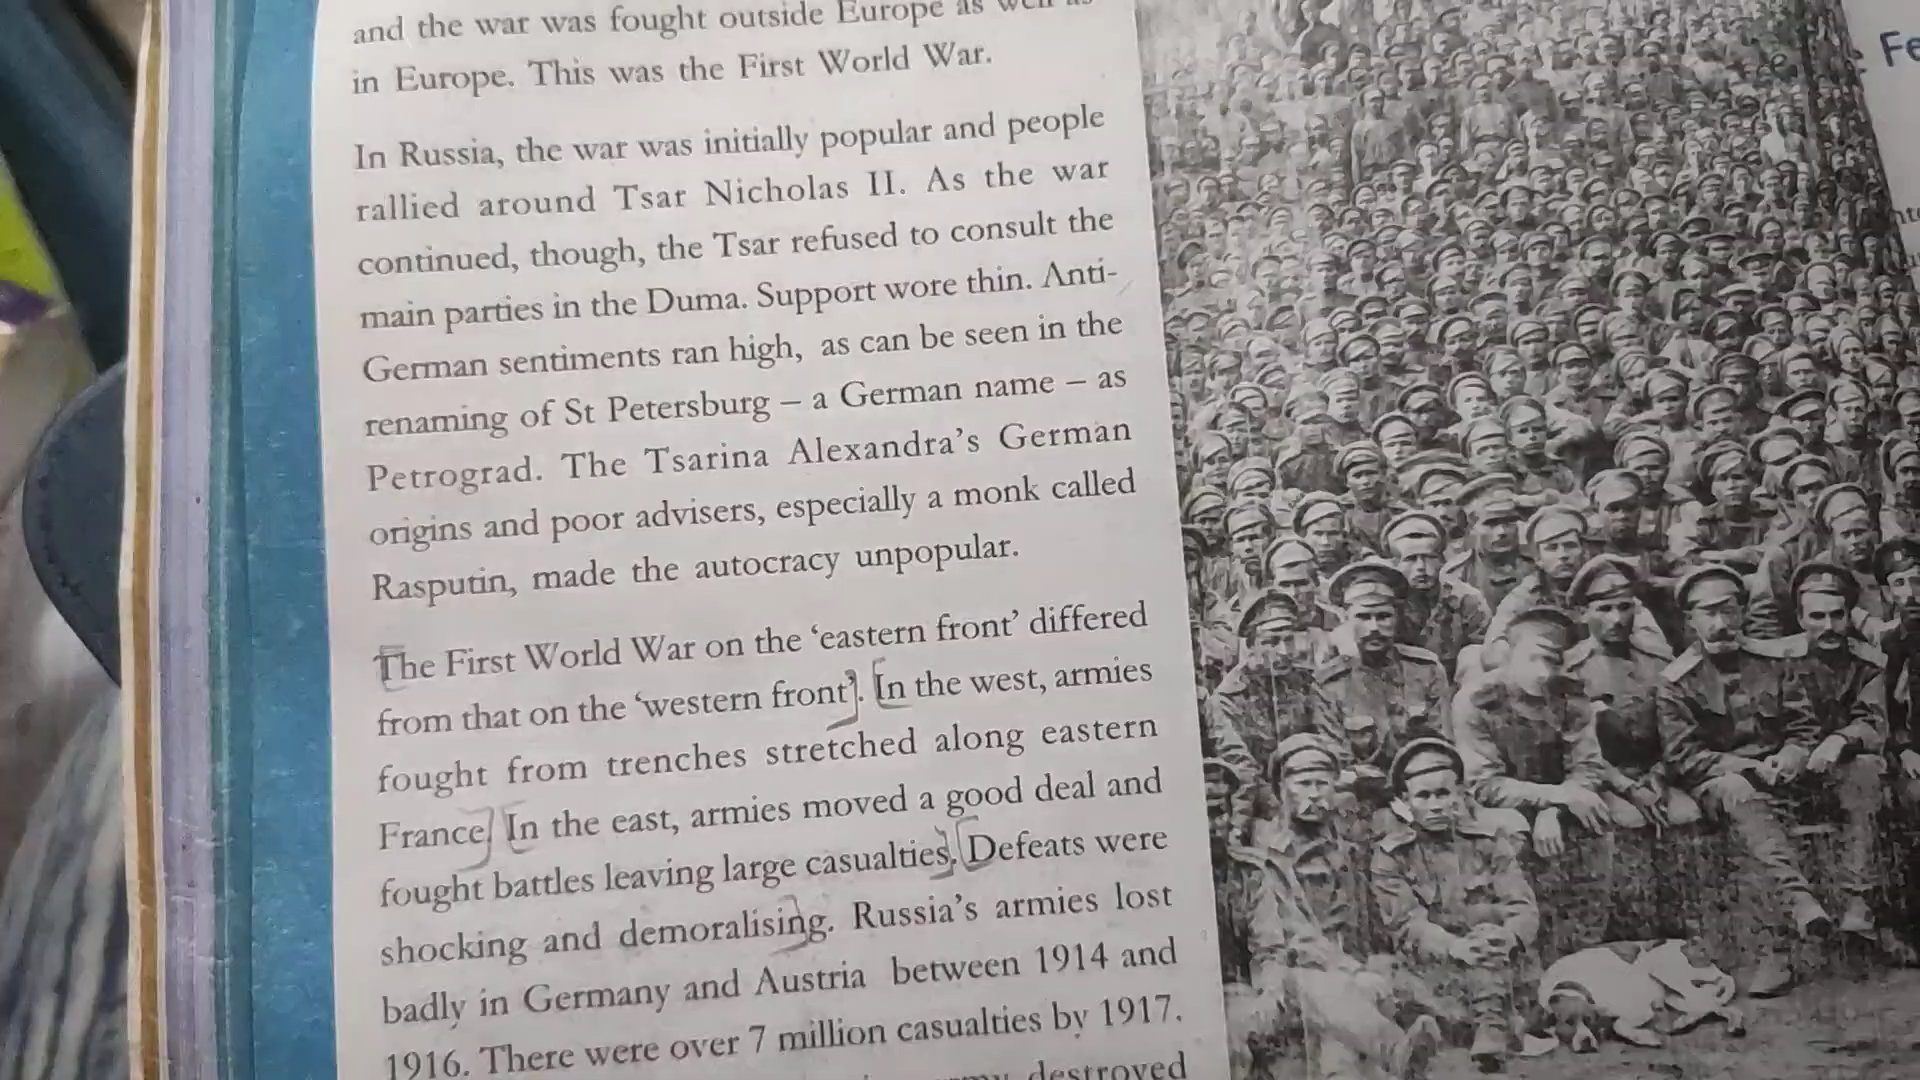 and the war was fought outside Europe as well as
in Europe. This was the First World War.
In Russia, the war was initially popular and people
rallied around Tsar Nicholas II. As the war
continued, though, the Tsar refused to consult the
main parties in the Duma. Support wore thin. Anti-
German sentiments ran high, as can be seen in the
renaming of St Petersburg – a German name – as
Petrograd. The Tsarina Alexandra's German
origins and poor advisers, especially a monk called
Rasputin, made the autocracy unpopular.
The First World War on the 'eastern front' differed
from that on the 'western front'. In the west, armies
fought from trenches stretched along eastern
France. In the east, armies moved a good deal and
fought battles leaving large casualties. Defeats were
shocking and demoralising. Russia's armies lost
badly in Germany and Austria between 1914 and
1916. There were over 7 million casualties by 1917.
destroyed
Fe